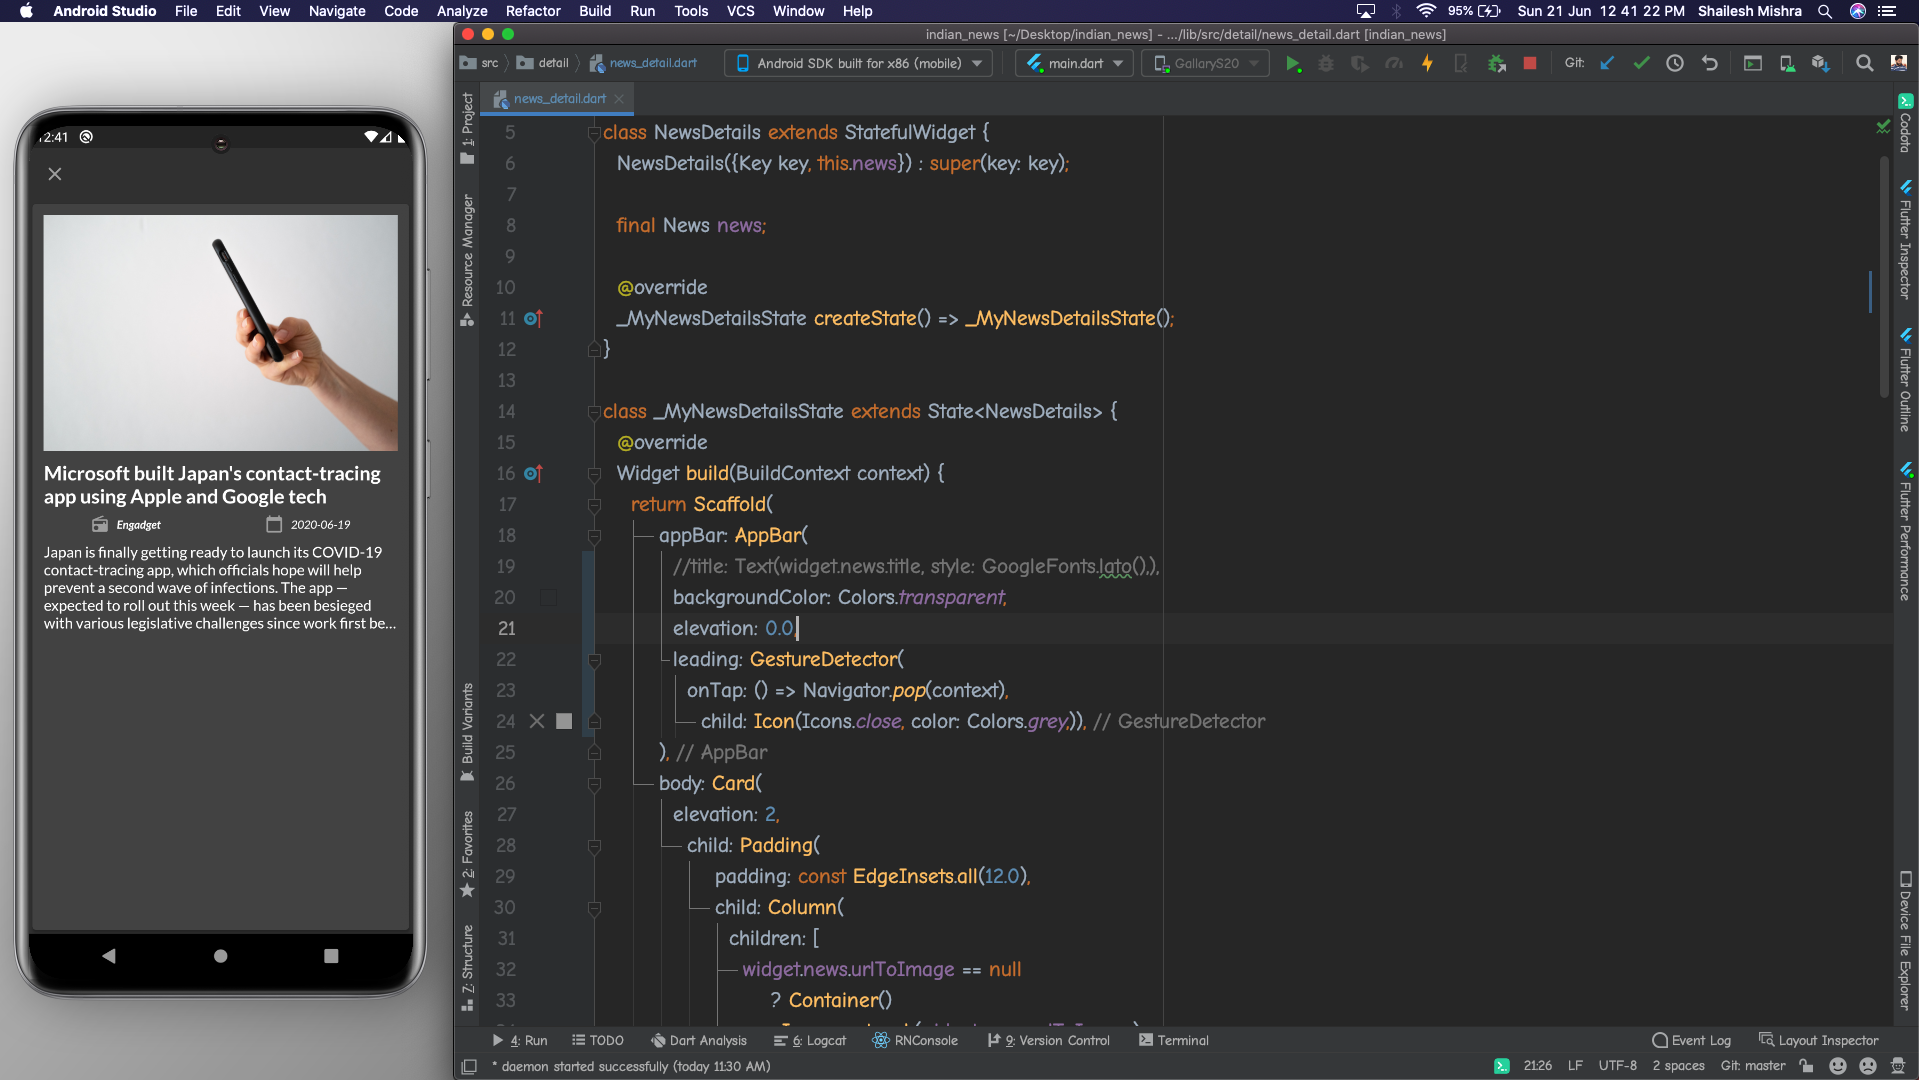 Android Studio File Edit View Navigate Code Analyze Refactor Build Run Tools VCS Window Help 95% Sun 21 Jun 12 41 22 PM Shailesh Mishra
indian_news [~/Desktop/indian_news] - .../lib/src/detail/news_detail.dart [indian_news]
src detail news_detail.dart Android SDK built for x86 (mobile) main.dart GallaryS20 Git:
news_detail.dart
12:41
Microsoft built Japan's contact-tracing
app using Apple and Google tech
Engadget 2020-06-19
Japan is finally getting ready to launch its COVID-19
contact-tracing app, which officials hope will help
prevent a second wave of infections. The app —
expected to roll out this week — has been besieged
with various legislative challenges since work first be...
1: Project
Resource Manager
Build Variants
2: Favorites
7: Structure
5 class NewsDetails extends StatefulWidget {
6 NewsDetails({Key key, this.news}) : super(key: key);
7
8 final News news;
9
10 @override
11 _MyNewsDetailsState createState() => _MyNewsDetailsState();
12 }
13
14 class _MyNewsDetailsState extends State<NewsDetails> {
15 @override
16 Widget build(BuildContext context) {
17 return Scaffold(
18 appBar: AppBar(
19 //title: Text(widget.news.title, style: GoogleFonts.lato(),),
20 backgroundColor: Colors.transparent,
21 elevation: 0.0,
22 leading: GestureDetector(
23 onTap: () => Navigator.pop(context),
24 child: Icon(Icons.close, color: Colors.grey,)), // GestureDetector
25 ), // AppBar
26 body: Card(
27 elevation: 2,
28 child: Padding(
29 padding: const EdgeInsets.all(12.0),
30 child: Column(
31 children: [
32 widget.news.urlToImage == null
33 ? Container()
Codota
Flutter Inspector
Flutter Outline
Flutter Performance
Device File Explorer
4: Run TODO Dart Analysis 6: Logcat RNConsole 9: Version Control Terminal Event Log Layout Inspector
* daemon started successfully (today 11:30 AM) 21:26 LF UTF-8 2 spaces Git: master